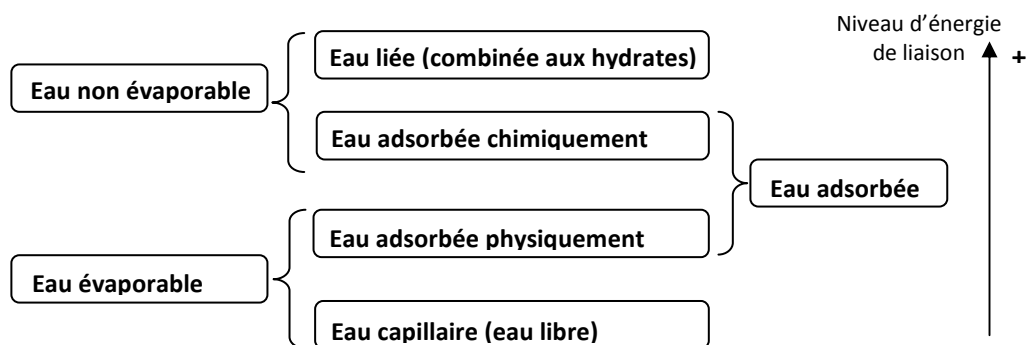 Niveau d'énergie
de liaison
+
Eau liée (combinée aux hydrates)
Eau non évaporable
Eau adsorbée chimiquement
Eau adsorbée
Eau adsorbée physiquement
Eau évaporable
Eau capillaire (eau libre)